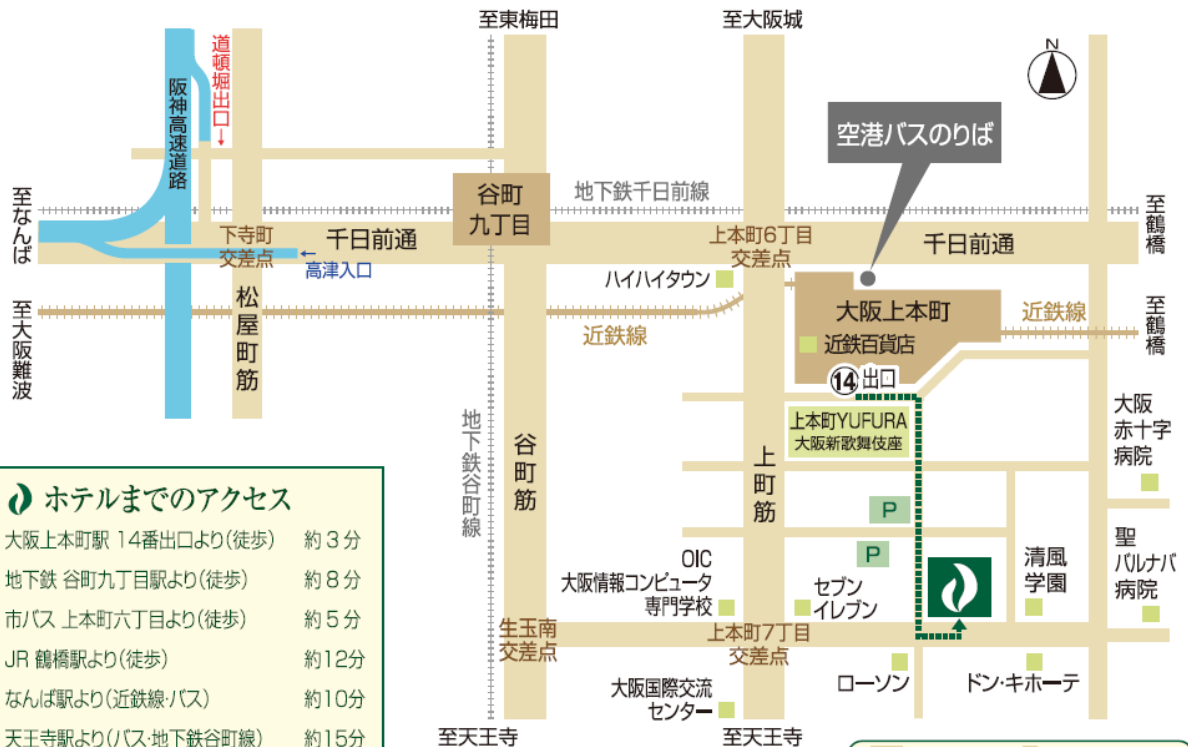 至東梅田
至大阪城
N
道頓堀出口↓
阪神高速道路
空港バスのりば
至なんば
谷町
九丁目
地下鉄千日前線
至鶴橋
下寺町
交差点
千日前通
←
高津入口
上本町6丁目
交差点
千日前通
ハイハイタウン
至大阪難波
松屋町筋
近鉄線
大阪上本町
近鉄百貨店
近鉄線
至鶴橋
⑭出口
地下鉄谷町線
谷町筋
上本町YUFURA
大阪新歌舞伎座
上町筋
大阪
赤十字
病院
P
P
OIC
大阪情報コンピュータ
専門学校
セブン
イレブン
清風
学園
聖
バルナバ
病院
生玉南
交差点
上本町7丁目
交差点
ローソン
ドン・キホーテ
大阪国際交流
センター
至天王寺
至天王寺
ホテルまでのアクセス
大阪上本町駅 14番出口より(徒歩) 約3分
地下鉄 谷町九丁目駅より(徒歩) 約8分
市バス 上本町六丁目より(徒歩) 約5分
JR 鶴橋駅より(徒歩) 約12分
なんば駅より(近鉄線・バス) 約10分
天王寺駅より(バス・地下鉄谷町線) 約15分